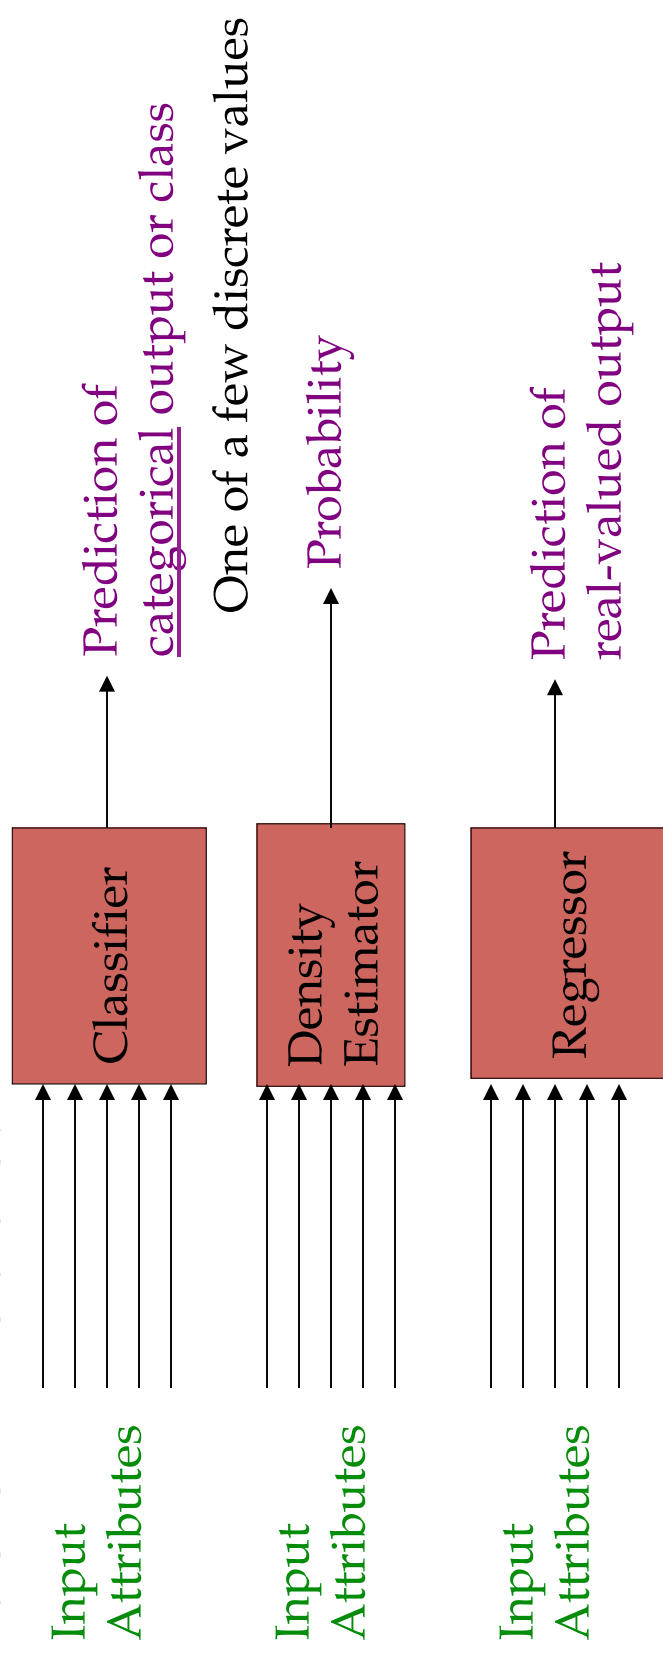 Input
Attributes
Classifier
Prediction of
categorical output or class
One of a few discrete values
Input
Attributes
Density
Estimator
Probability
Input
Attributes
Regressor
Prediction of
real-valued output